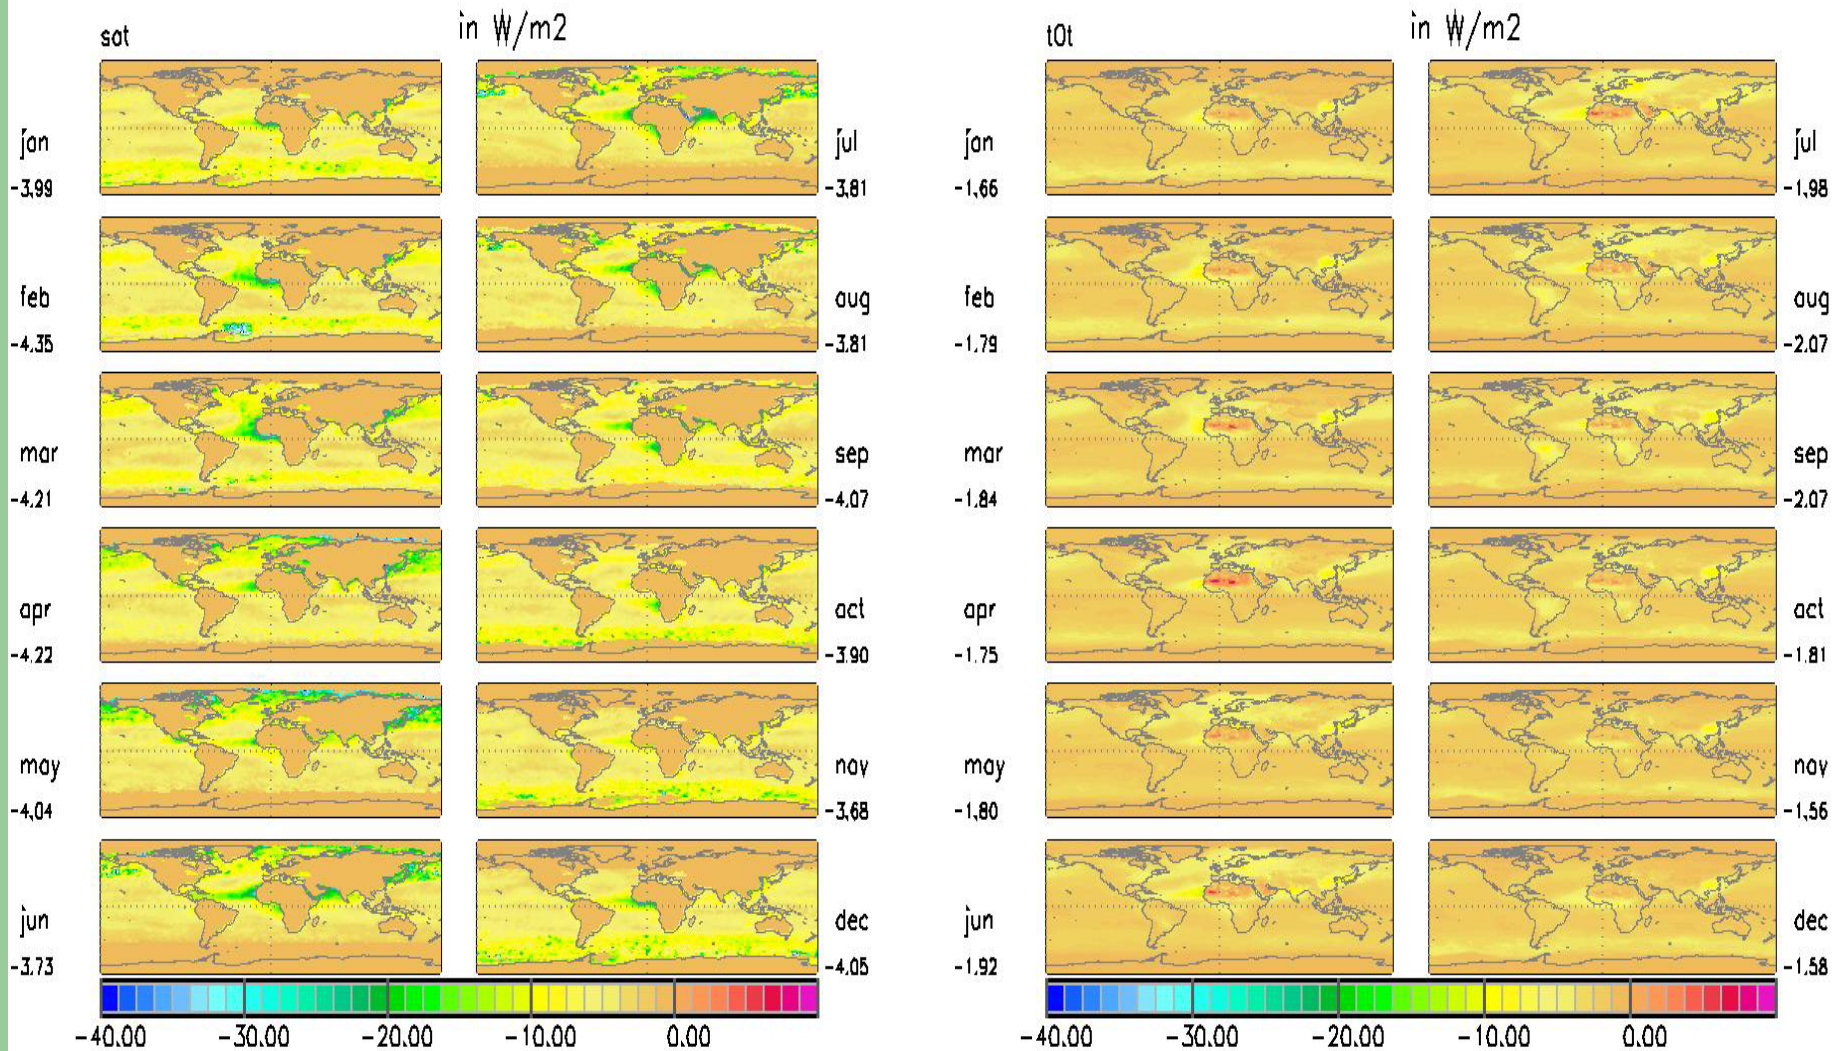 sat
in W/m2
jan
-3.99
jul
-3.81
feb
-4.35
aug
-3.81
mar
-4.21
sep
-4.07
apr
-4.22
oct
-3.90
may
-4.04
nov
-3.68
jun
-3.73
dec
-4.05
-40.00 -30.00 -20.00 -10.00 0.00
t0t
in W/m2
jan
-1.66
jul
-1.98
feb
-1.79
aug
-2.07
mar
-1.84
sep
-2.07
apr
-1.75
oct
-1.81
may
-1.80
nov
-1.56
jun
-1.92
dec
-1.58
-40.00 -30.00 -20.00 -10.00 0.00